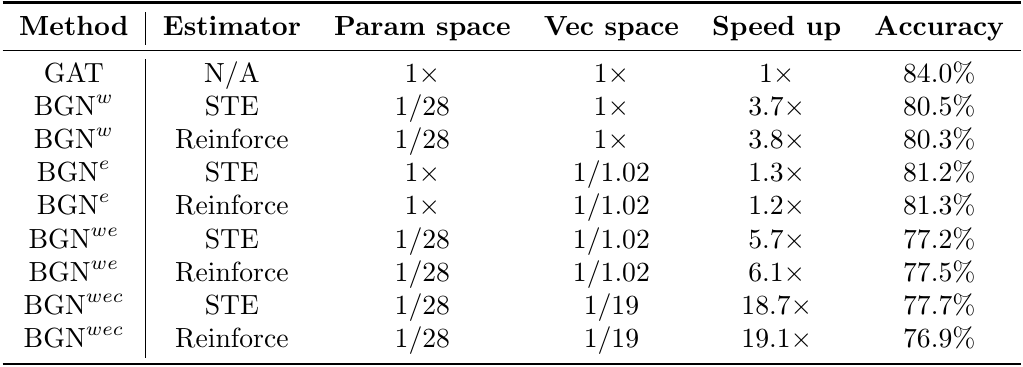 Method Estimator Param space Vec space Speed up Accuracy
GAT N/A 1× 1× 1× 84.0%
BGN^w STE 1/28 1× 3.7× 80.5%
BGN^w Reinforce 1/28 1× 3.8× 80.3%
BGN^e STE 1× 1/1.02 1.3× 81.2%
BGN^e Reinforce 1× 1/1.02 1.2× 81.3%
BGN^we STE 1/28 1/1.02 5.7× 77.2%
BGN^we Reinforce 1/28 1/1.02 6.1× 77.5%
BGN^wec STE 1/28 1/19 18.7× 77.7%
BGN^wec Reinforce 1/28 1/19 19.1× 76.9%